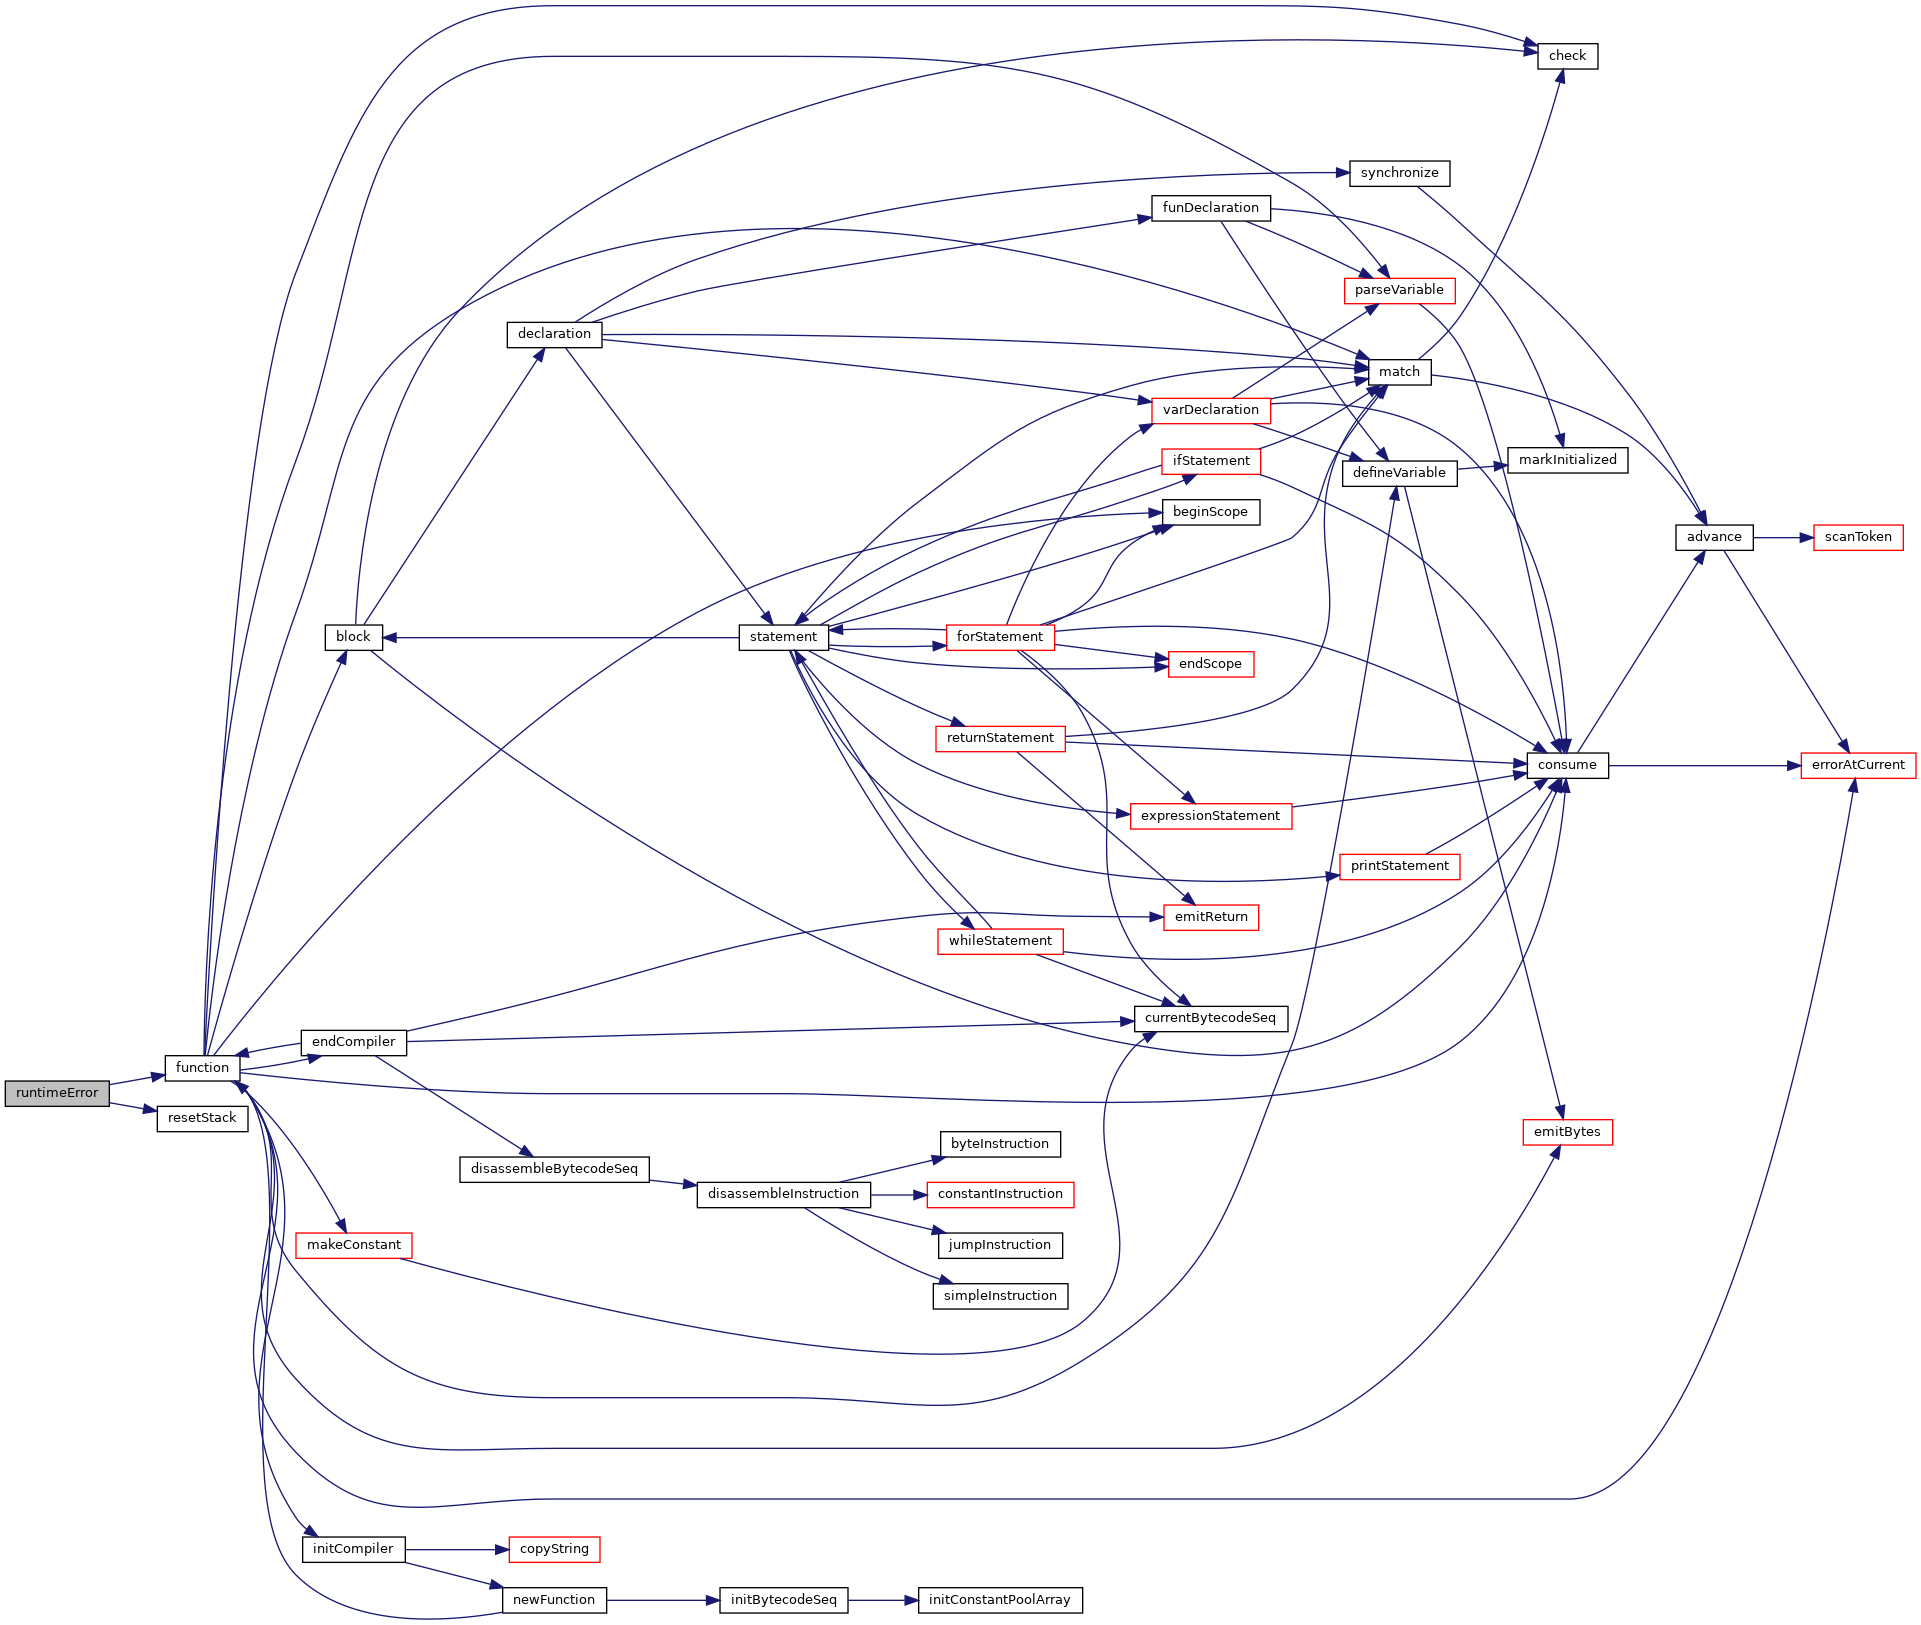 check
synchronize
funDeclaration
parseVariable
declaration
match
varDeclaration
ifStatement
markInitialized
defineVariable
beginScope
advance
scanToken
block
statement
forStatement
endScope
returnStatement
consume
errorAtCurrent
expressionStatement
printStatement
emitReturn
whileStatement
currentBytecodeSeq
endCompiler
function
runtimeError
resetStack
emitBytes
byteInstruction
disassembleBytecodeSeq
disassembleInstruction
constantInstruction
makeConstant
jumpInstruction
simpleInstruction
initCompiler
copyString
newFunction
initBytecodeSeq
initConstantPoolArray